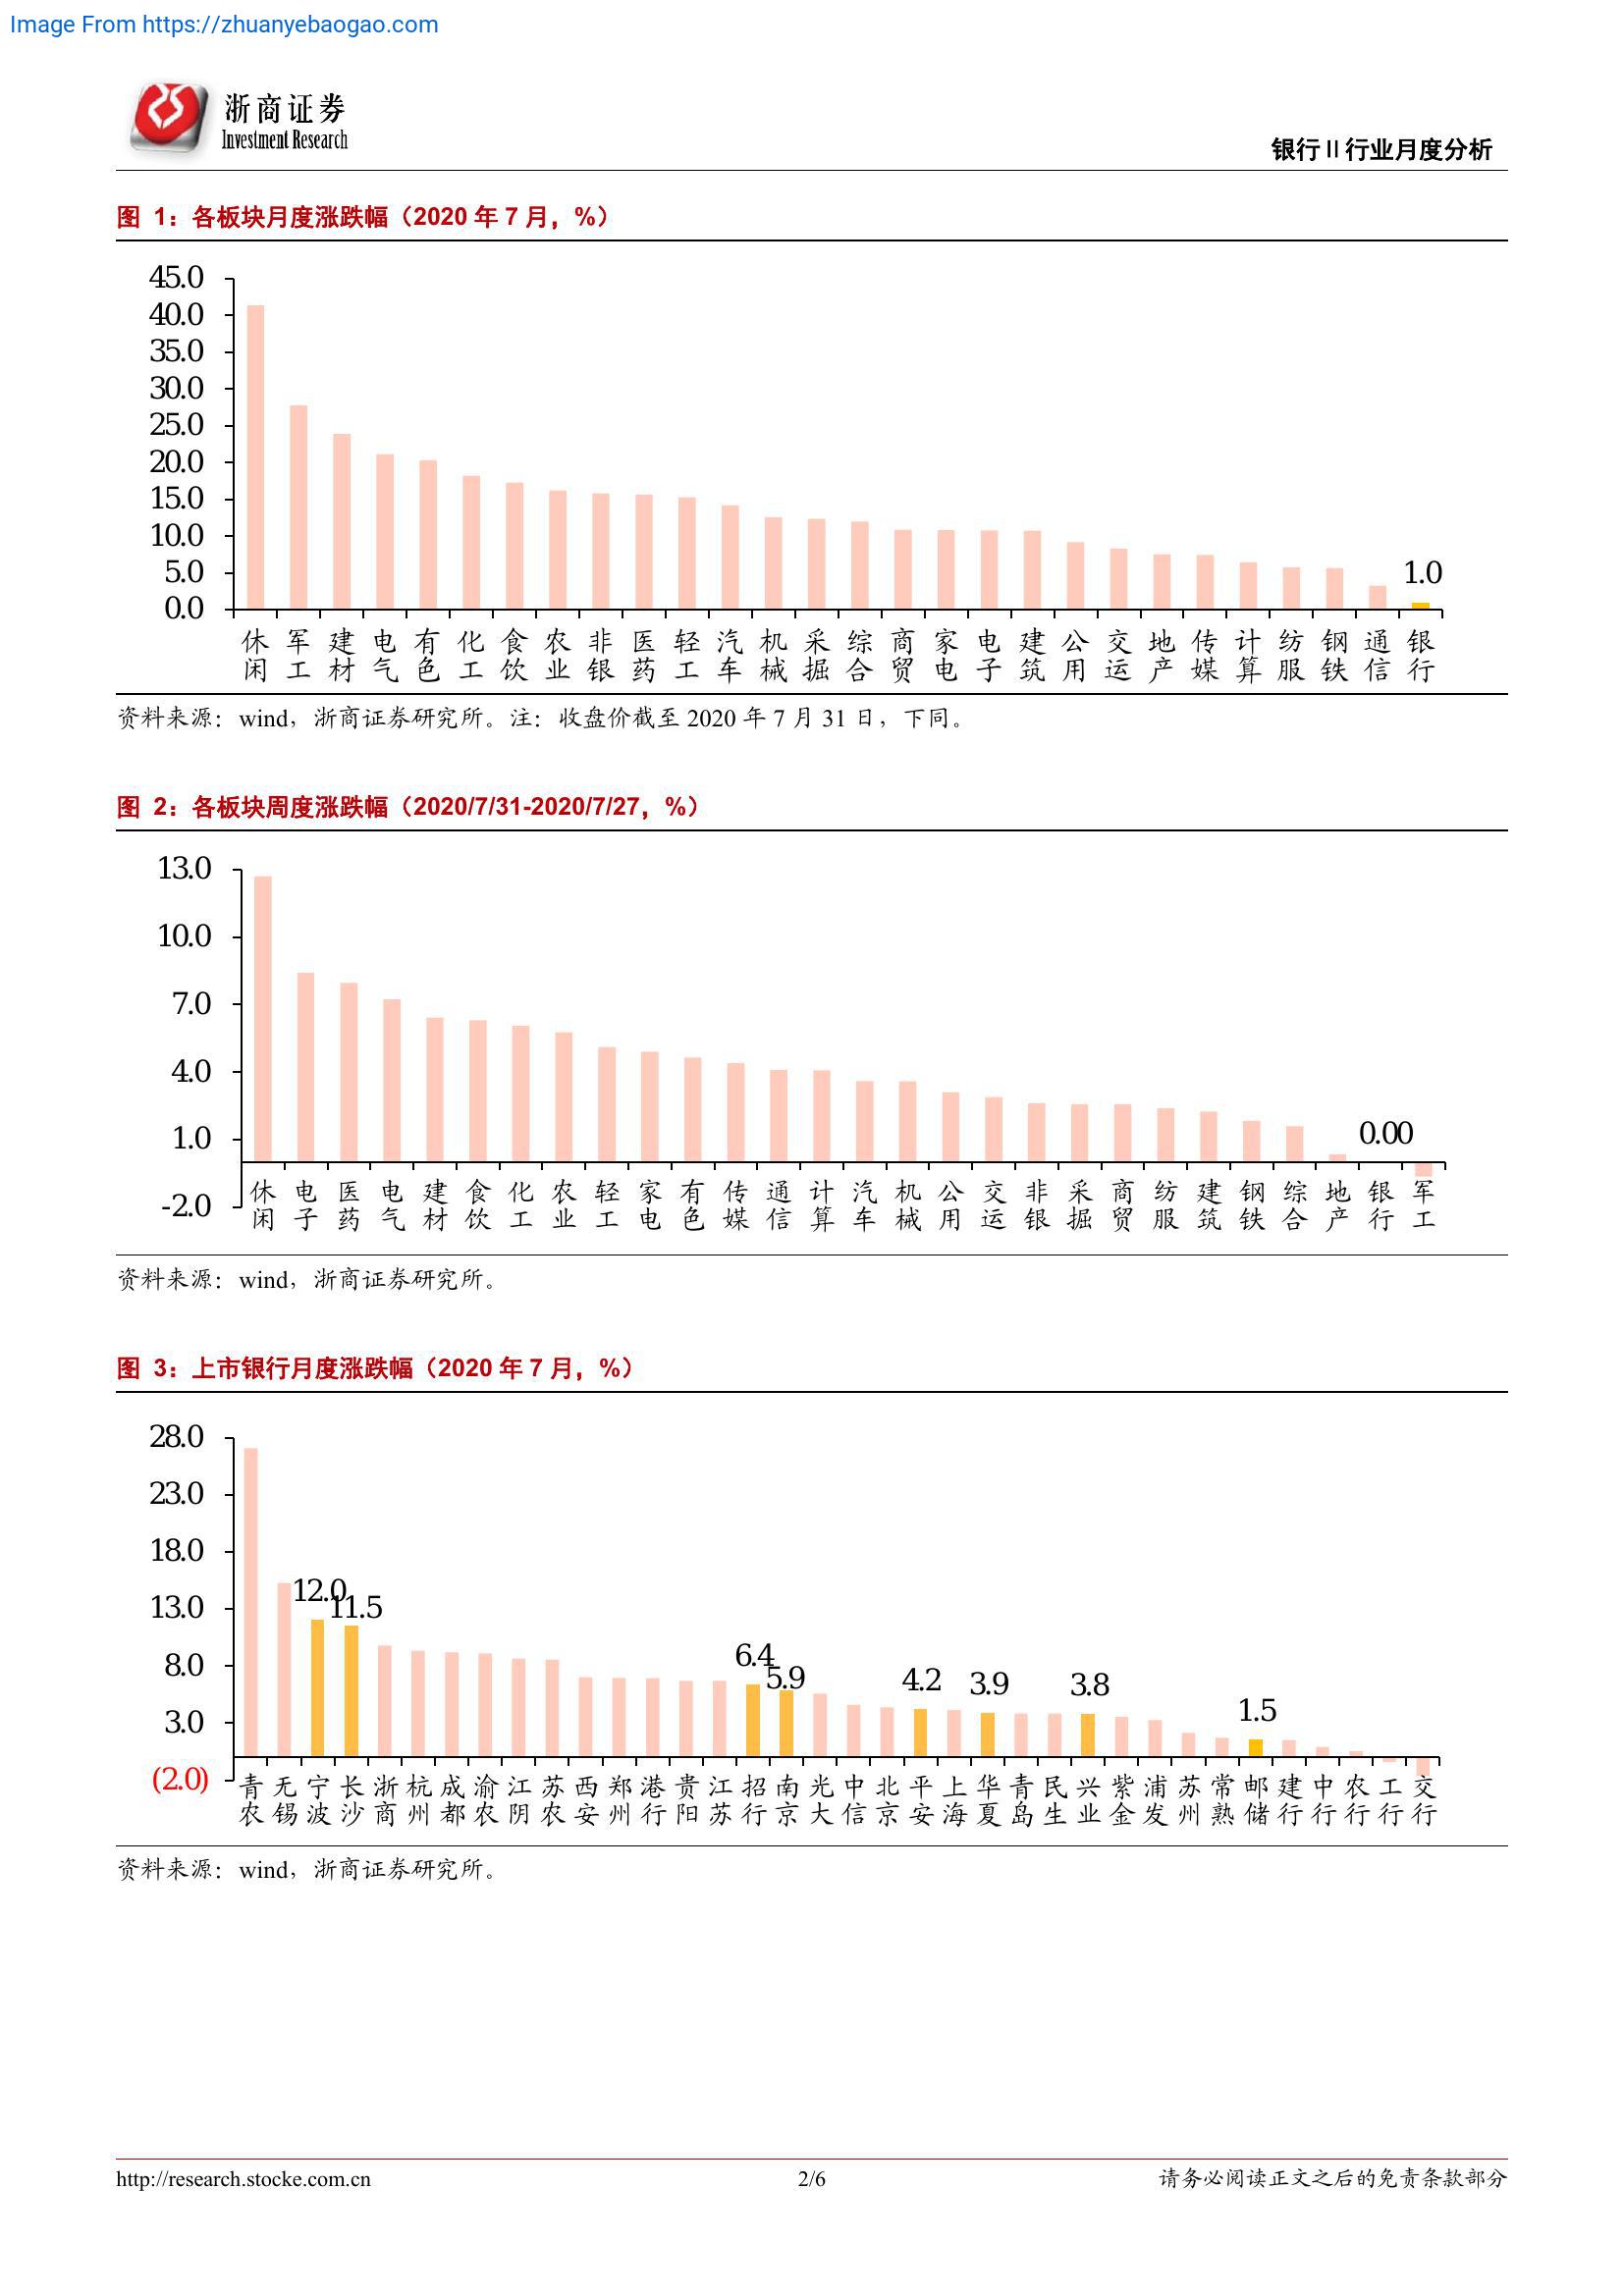 Image From https://zhuanyebaogao.com
浙商证券
Investment Research
银行Ⅱ行业月度分析
图 1：各板块月度涨跌幅（2020 年 7 月，%）
45.0
40.0
35.0
30.0
25.0
20.0
15.0
10.0
5.0
0.0
1.0
休闲 军工 建材 电气 有色 化工 食饮 农业 非银 医药 轻工 汽车 机械 采掘 综合 商贸 家电 电子 建筑 公用 交运 地产 传媒 计算 纺服 钢铁 通信 银行
资料来源：wind，浙商证券研究所。注：收盘价截至 2020 年 7 月 31 日，下同。
图 2：各板块周度涨跌幅（2020/7/31-2020/7/27，%）
13.0
10.0
7.0
4.0
1.0
-2.0
0.00
休闲 电子 医药 电气 建材 食饮 化工 农业 轻工 家电 有色 传媒 通信 计算 汽车 机械 公用 交运 非银 采掘 商贸 纺服 建筑 钢铁 综合 地产 银行 军工
资料来源：wind，浙商证券研究所。
图 3：上市银行月度涨跌幅（2020 年 7 月，%）
28.0
23.0
18.0
13.0
8.0
3.0
(2.0)
12.0 11.5 6.4 5.9 4.2 3.9 3.8 1.5
青农 无锡 宁波 长沙 浙商 杭州 成都 渝农 江阴 苏农 西安 郑州 港行 贵阳 江苏 招行 南京 光大 中信 北京 平安 上海 华夏 青岛 民生 兴业 紫金 浦发 苏州 常熟 邮储 建行 中行 农行 工行 交行
资料来源：wind，浙商证券研究所。
http://research.stocke.com.cn
2/6
请务必阅读正文之后的免责条款部分